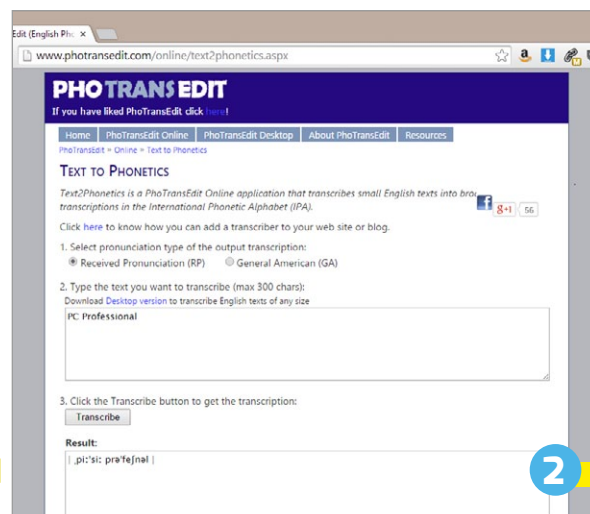 Edit (English Pho ×
www.photransedit.com/online/text2phonetics.aspx
PHOTRANSEDIT
If you have liked PhoTransEdit click here!
Home PhoTransEdit Online PhoTransEdit Desktop About PhoTransEdit Resources
PhoTransEdit » Online » Text to Phonetics
TEXT TO PHONETICS
Text2Phonetics is a PhoTransEdit Online application that transcribes small English texts into broa
transcriptions in the International Phonetic Alphabet (IPA).
g+1 56
Click here to know how you can add a transcriber to your web site or blog.
1. Select pronunciation type of the output transcription:
Received Pronunciation (RP) General American (GA)
2. Type the text you want to transcribe (max 300 chars):
Download Desktop version to transcribe English texts of any size
PC Professional
3. Click the Transcribe button to get the transcription:
Transcribe
Result:
| ˌpiːˈsiː prəˈfeʃnəl |
2